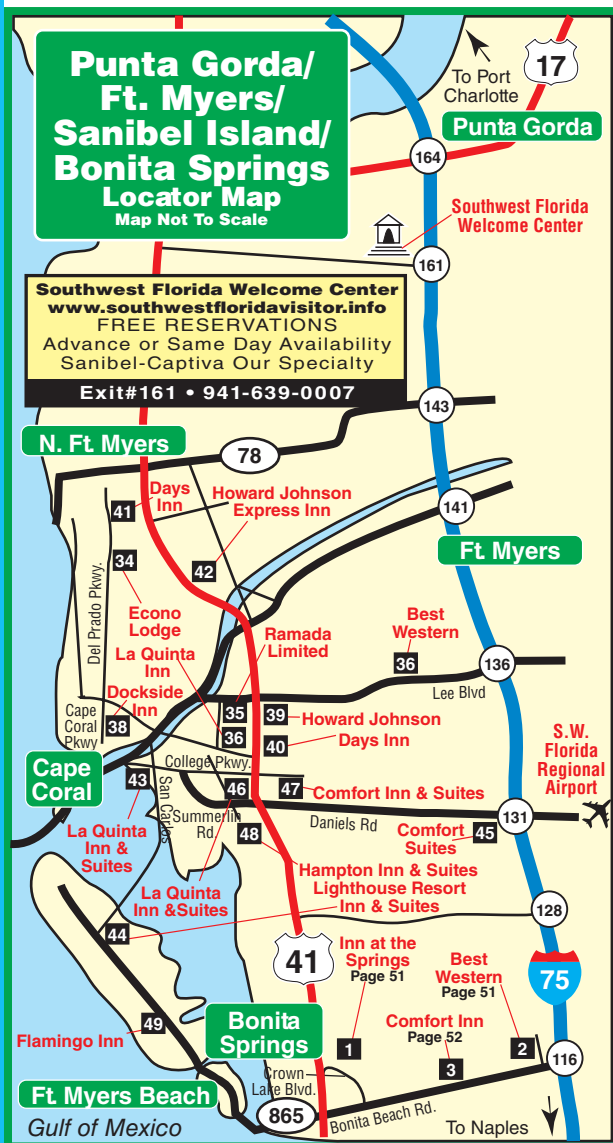 Punta Gorda/
Ft. Myers/
Sanibel Island/
Bonita Springs
Locator Map
Map Not To Scale
To Port
Charlotte
17
Punta Gorda
164
Southwest Florida
Welcome Center
161
Southwest Florida Welcome Center
www.southwestfloridavisitor.info
FREE RESERVATIONS
Advance or Same Day Availability
Sanibel-Captiva Our Specialty
Exit#161 • 941-639-0007
143
N. Ft. Myers
78
41
Days
Inn
Howard Johnson
Express Inn
141
Ft. Myers
34
42
Del Prado Pkwy.
Econo
Lodge
La Quinta
Inn
Ramada
Limited
Best
Western
36
136
Lee Blvd
Dockside
Inn
Cape
Coral
Pkwy
38
35
39
Howard Johnson
36
40
Days Inn
S.W.
Florida
Regional
Airport
Cape
Coral
College Pkwy.
43
San Carlos
46
47
Comfort Inn & Suites
Summerlin
Rd.
Daniels Rd
131
La Quinta
Inn &
Suites
48
Comfort
Suites
45
La Quinta
Inn &Suites
Hampton Inn & Suites
Lighthouse Resort
Inn & Suites
128
44
41
Inn at the
Springs
Page 51
Best
Western
Page 51
75
49
Flamingo Inn
Bonita
Springs
Comfort Inn
Page 52
1
2
3
116
Crown
Lake Blvd.
Ft. Myers Beach
865
Bonita Beach Rd.
Gulf of Mexico
To Naples